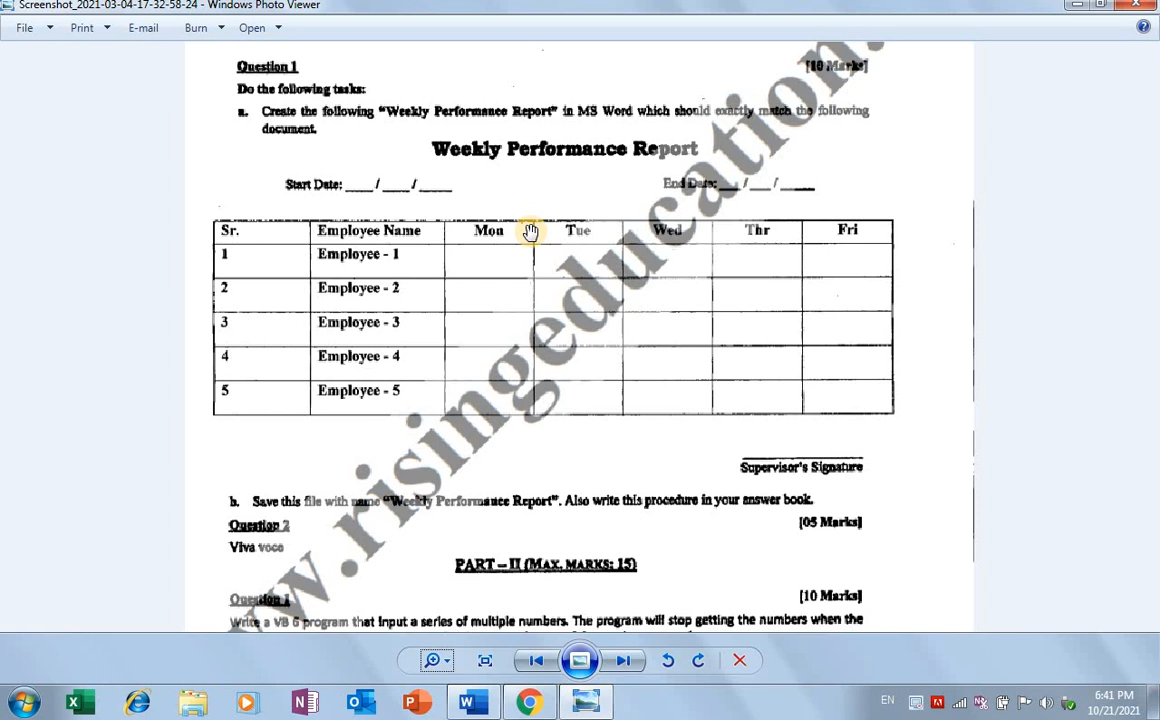 Screenshot_2021-03-04-17-32-58-24 - Windows Photo Viewer
File Print E-mail Burn Open
Question 1 [10 Marks]
Do the following tasks:
a. Create the following "Weekly Performance Report" in MS Word which should exactly match the following
document.
Weekly Performance Report
Start Date: ____ / ____ / _____ End Date: ___ / ___ / _____
Sr. Employee Name Mon Tue Wed Thr Fri
1 Employee - 1
2 Employee - 2
3 Employee - 3
4 Employee - 4
5 Employee - 5
Supervisor's Signature
b. Save this file with name "Weekly Performance Report". Also write this procedure in your answer book.
Question 2 [05 Marks]
Viva voce
PART – II (MAX. MARKS: 15)
Question 1 [10 Marks]
Write a VB 6 program that input a series of multiple numbers. The program will stop getting the numbers when the
www.risingeducation.
EN 6:41 PM
10/21/2021